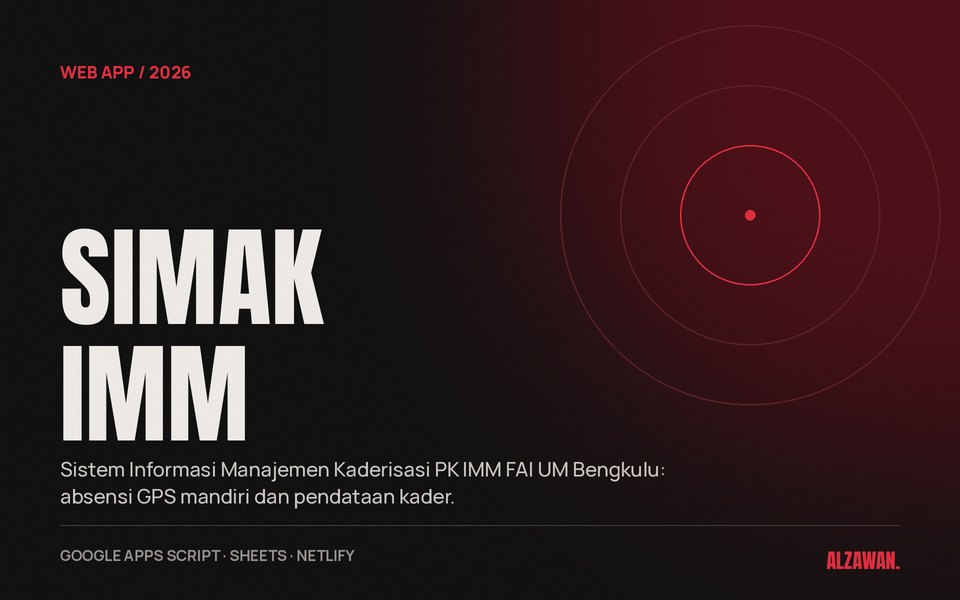 WEB APP / 2026
SIMAK
IMM
Sistem Informasi Manajemen Kaderisasi PK IMM FAI UM Bengkulu:
absensi GPS mandiri dan pendataan kader.
GOOGLE APPS SCRIPT · SHEETS · NETLIFY
ALZAWAN.